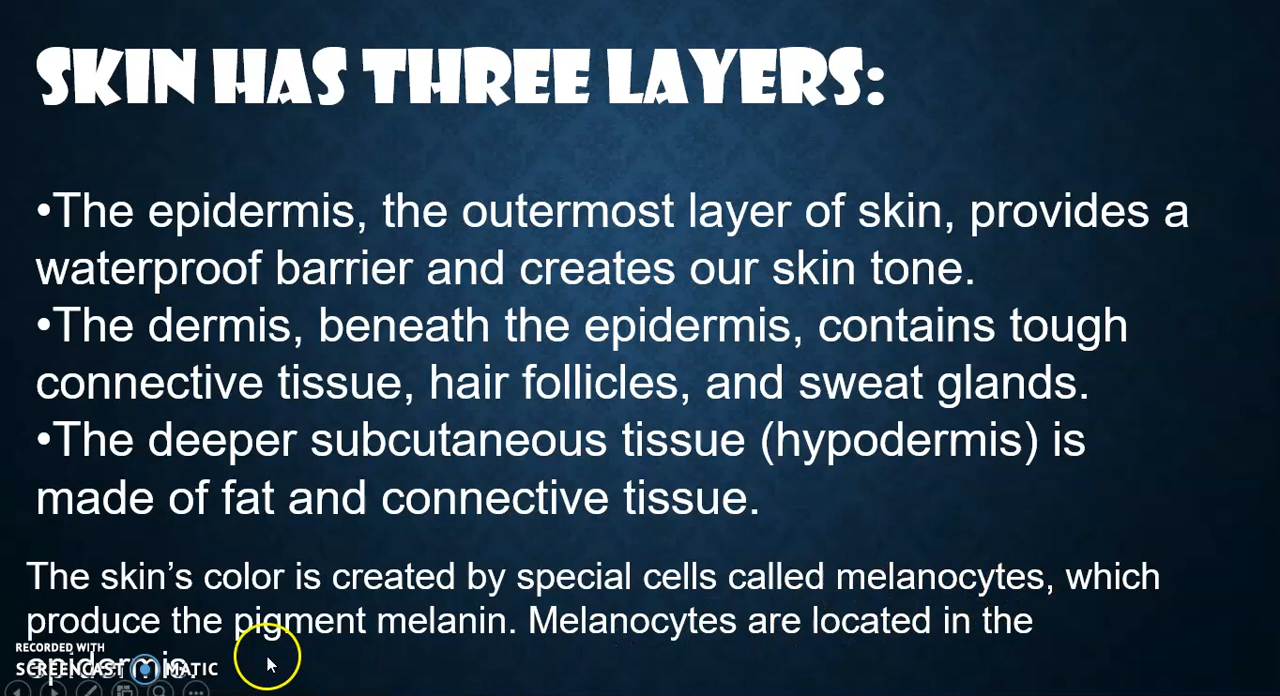 SKIN HAS THREE LAYERS:
•The epidermis, the outermost layer of skin, provides a
waterproof barrier and creates our skin tone.
•The dermis, beneath the epidermis, contains tough
connective tissue, hair follicles, and sweat glands.
•The deeper subcutaneous tissue (hypodermis) is
made of fat and connective tissue.
The skin’s color is created by special cells called melanocytes, which
produce the pigment melanin. Melanocytes are located in the
epidermis.
RECORDED WITH
SCREENCAST MATIC